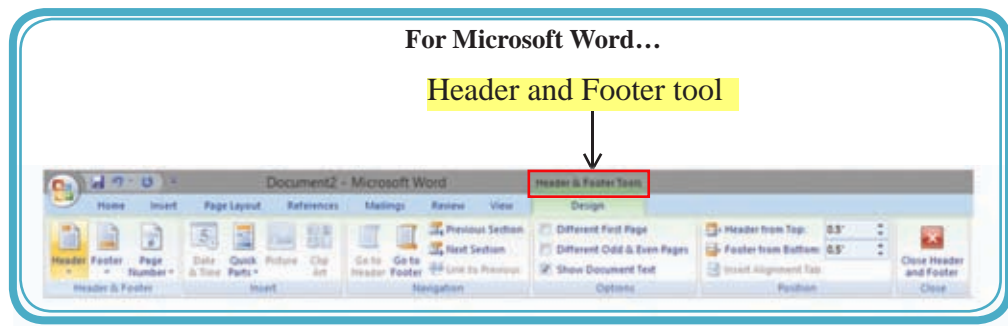 For Microsoft Word…
Header and Footer tool
Document2 - Microsoft Word Header & Footer Tools
Home Insert Page Layout References Mailings Review View Design
Header Footer Page Number Date & Time Quick Parts Picture Clip Art Go to Header Go to Footer Previous Section Next Section Link to Previous Different First Page Different Odd & Even Pages Show Document Text Header from Top: 0.5" Footer from Bottom: 0.5" Insert Alignment Tab Close Header and Footer
Header & Footer Insert Navigation Options Position Close